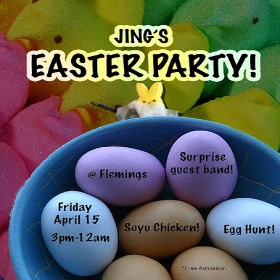 JING'S
EASTER PARTY!
@ Flemings
Surprise
guest band!
Friday
April 15
3pm-12am
Soyu Chicken!
Egg Hunt!
*Free Admission